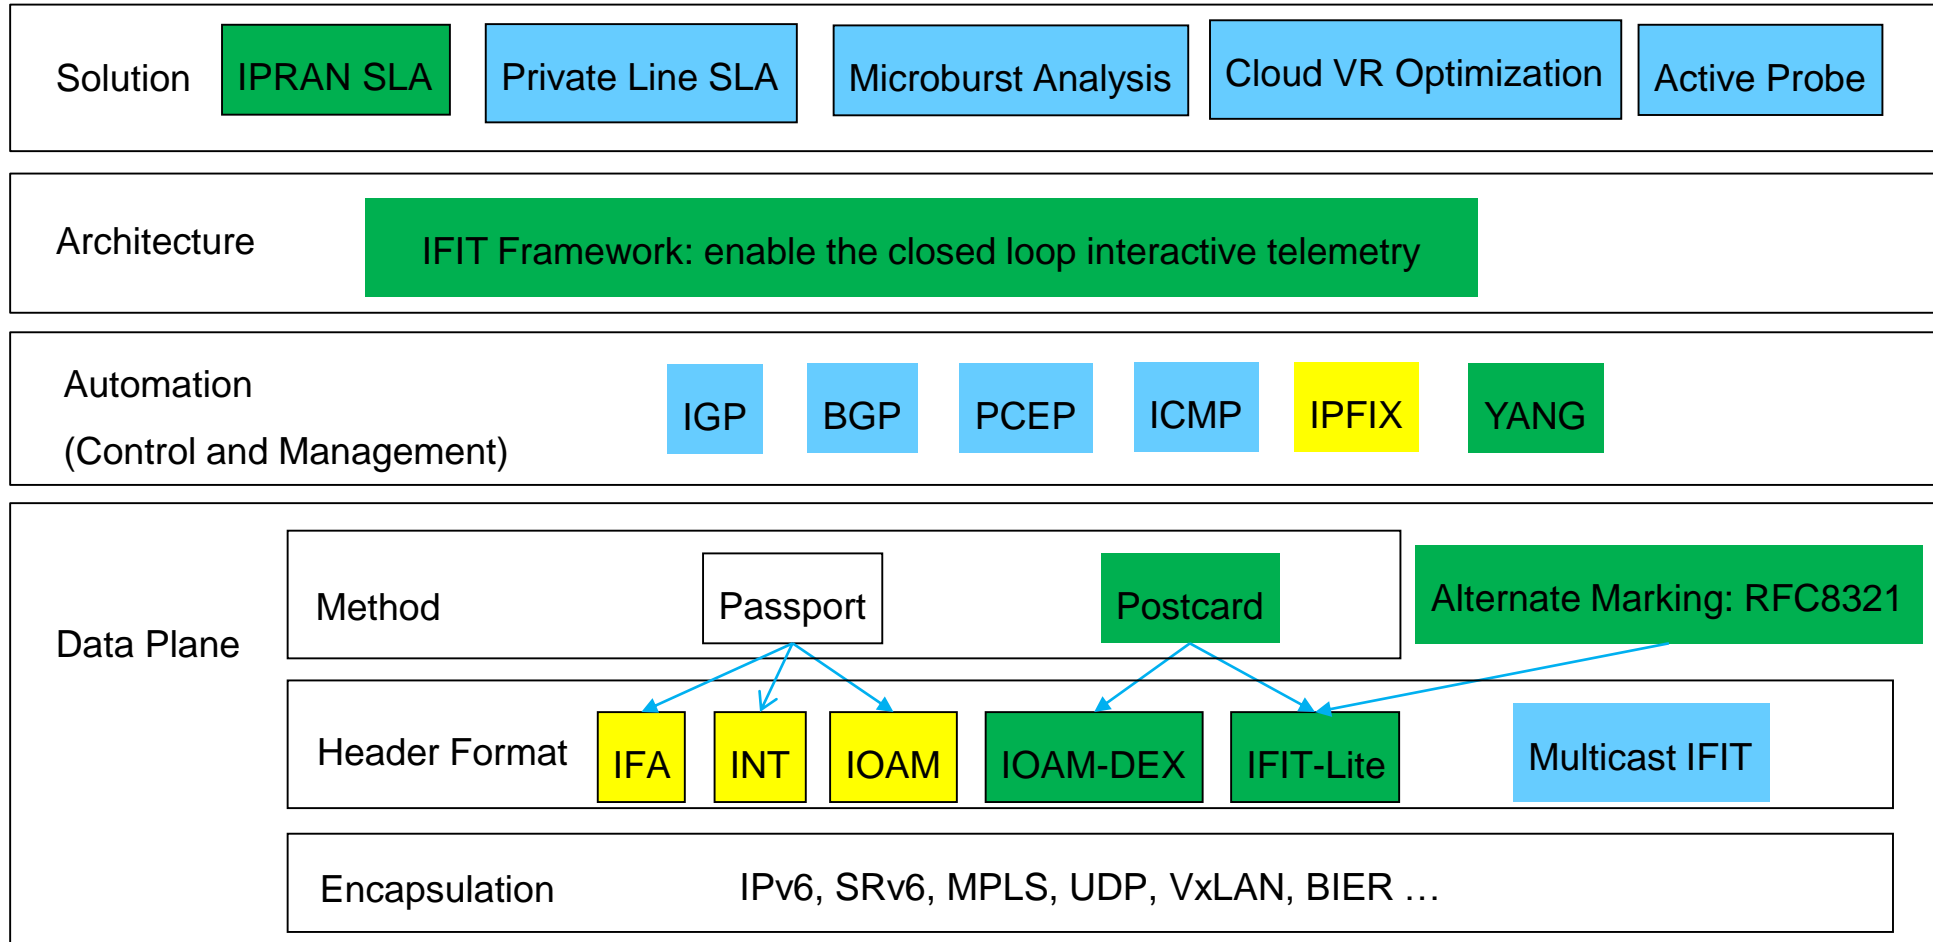 Solution
IPRAN SLA
Private Line SLA
Microburst Analysis
Cloud VR Optimization
Active Probe
Architecture
IFIT Framework: enable the closed loop interactive telemetry
Automation
(Control and Management)
IGP
BGP
PCEP
ICMP
IPFIX
YANG
Data Plane
Method
Passport
Postcard
Alternate Marking: RFC8321
Header Format
IFA
INT
IOAM
IOAM-DEX
IFIT-Lite
Multicast IFIT
Encapsulation
IPv6, SRv6, MPLS, UDP, VxLAN, BIER …